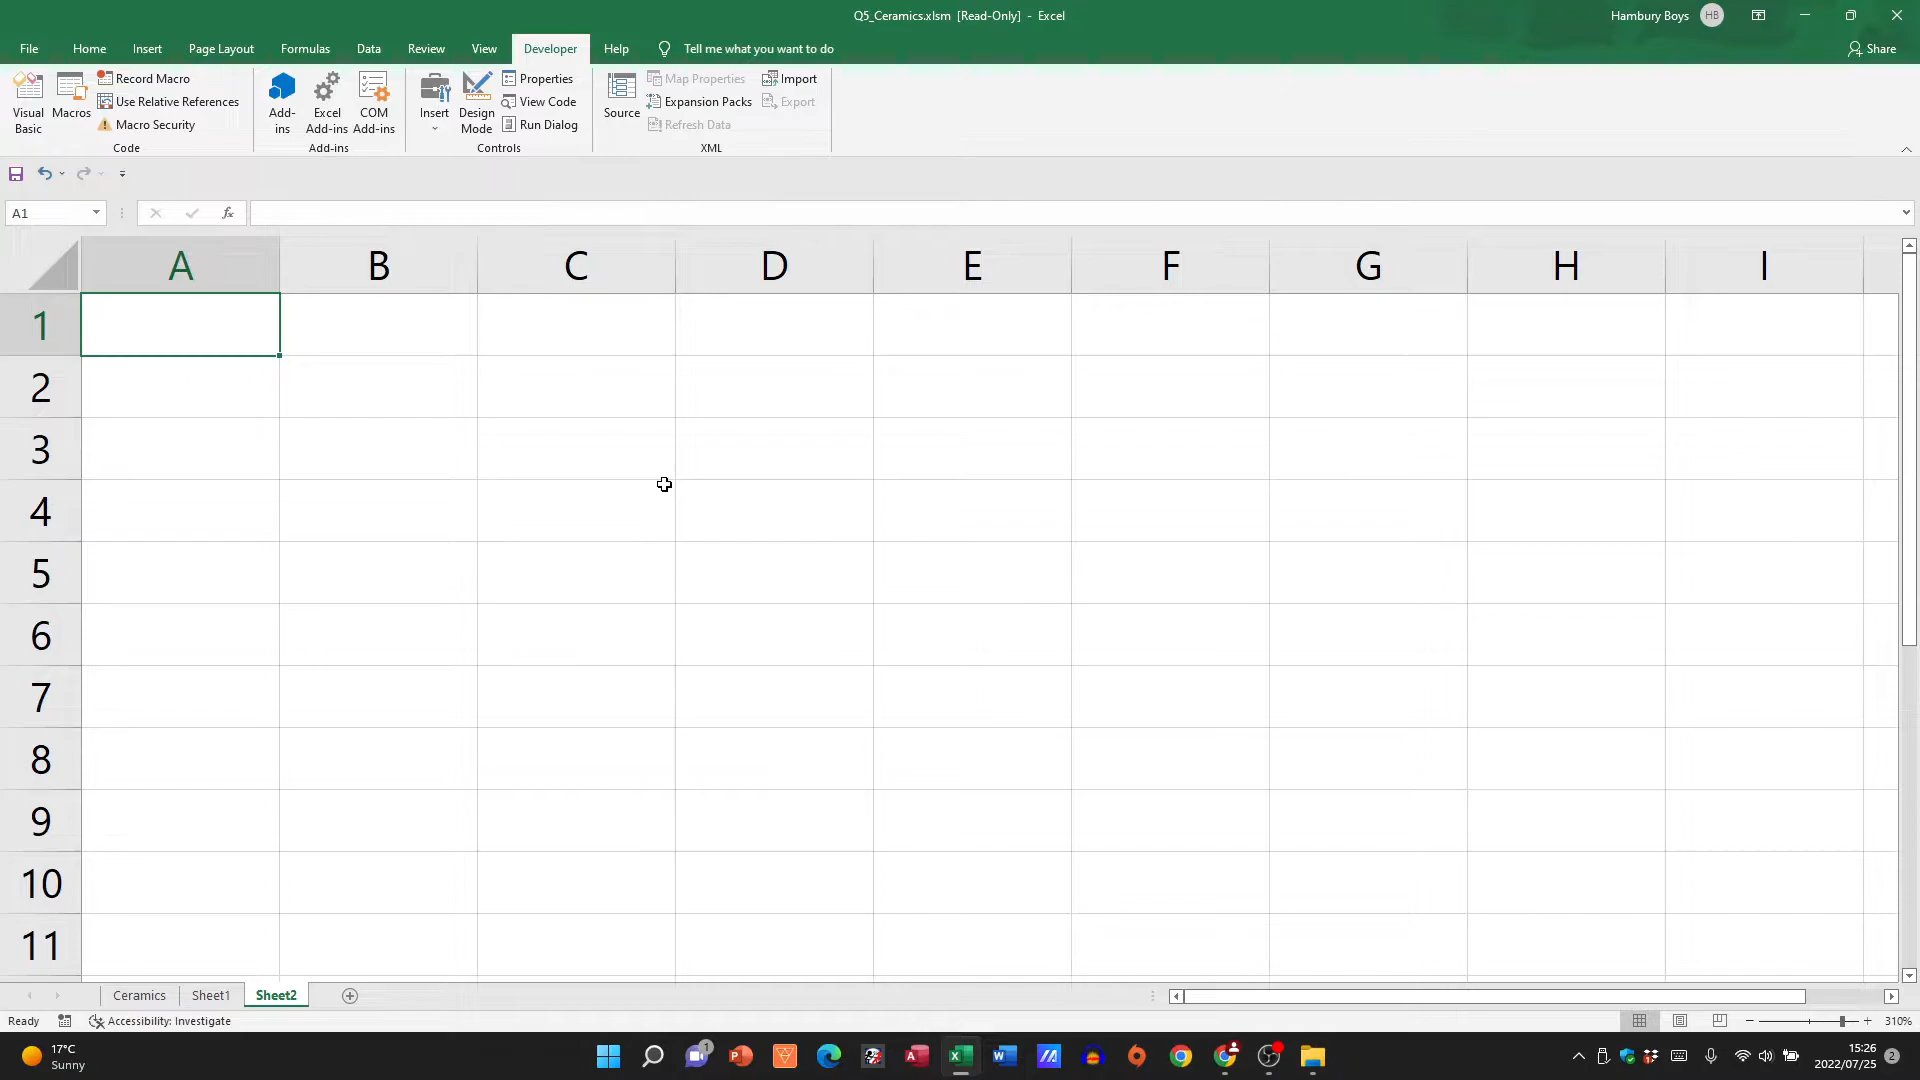 Q5_Ceramics.xlsm [Read-Only] - Excel
Hambury Boys HB
File Home Insert Page Layout Formulas Data Review View Developer Help Tell me what you want to do Share
Visual Basic
Macros
Record Macro
Use Relative References
Macro Security
Code
Add-ins
Excel Add-ins
COM Add-ins
Add-ins
Insert
Design Mode
Properties
View Code
Run Dialog
Controls
Source
Map Properties
Expansion Packs
Refresh Data
Import
Export
XML
A1
fx
A B C D E F G H I
1
2
3
4
5
6
7
8
9
10
11
Ceramics Sheet1 Sheet2
Ready Accessibility: Investigate 310%
17°C
Sunny
1
15:26
2022/07/25
2